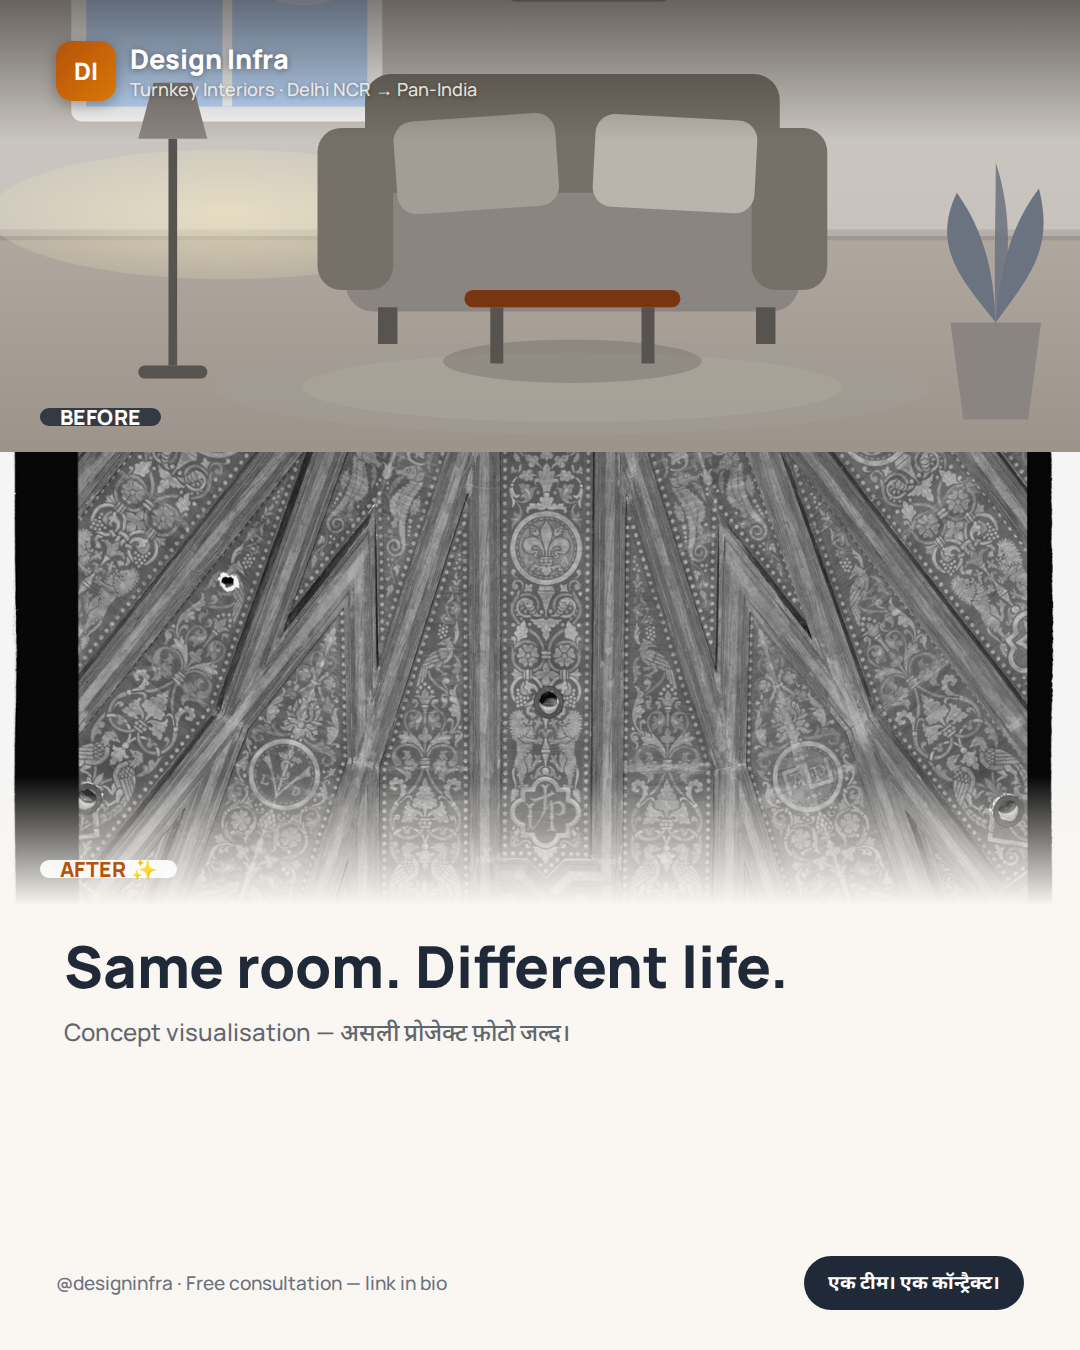 DI
Design Infra
Turnkey Interiors · Delhi NCR → Pan-India
BEFORE
AFTER ✨
Same room. Different life.
Concept visualisation — असली प्रोजेक्ट फ़ोटो जल्द।
@designinfra · Free consultation — link in bio
एक टीम। एक कॉन्ट्रैक्ट।